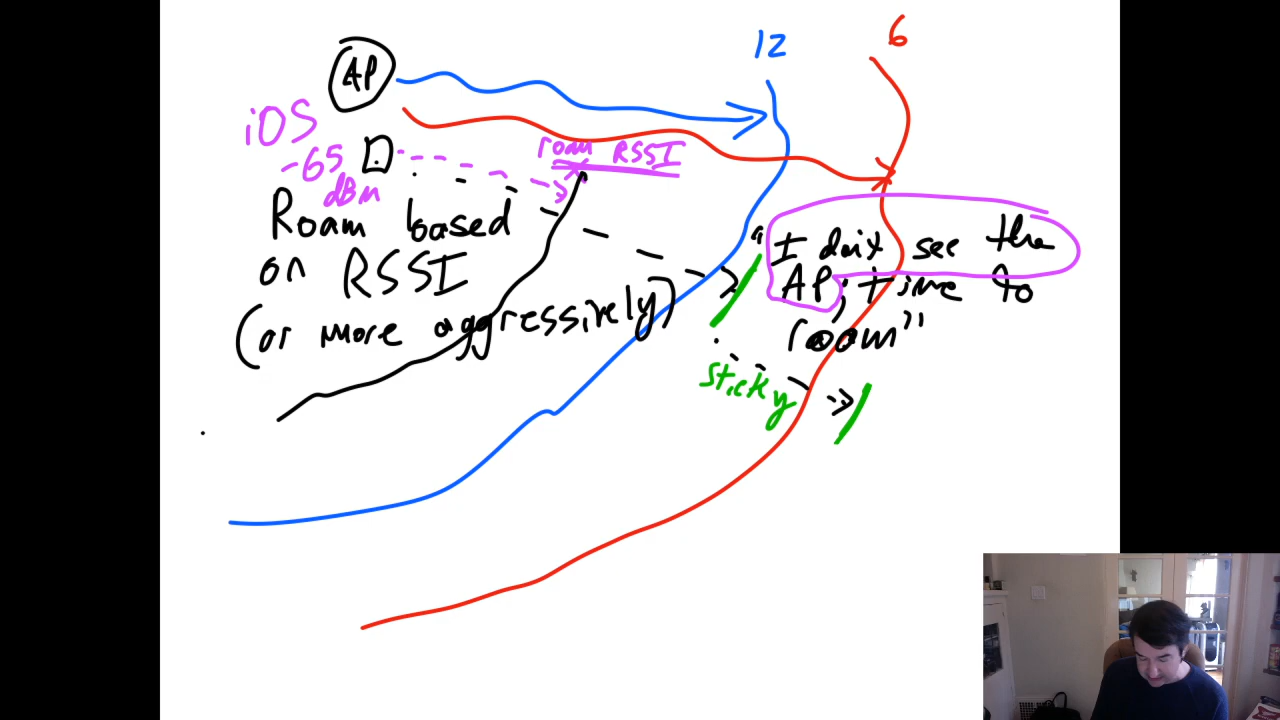 12
6
AP
iOS
-65
dBm
roam RSSI
Roam based
on RSSI
(or more aggressively)
"I don't see the
AP; time to
roam"
sticky